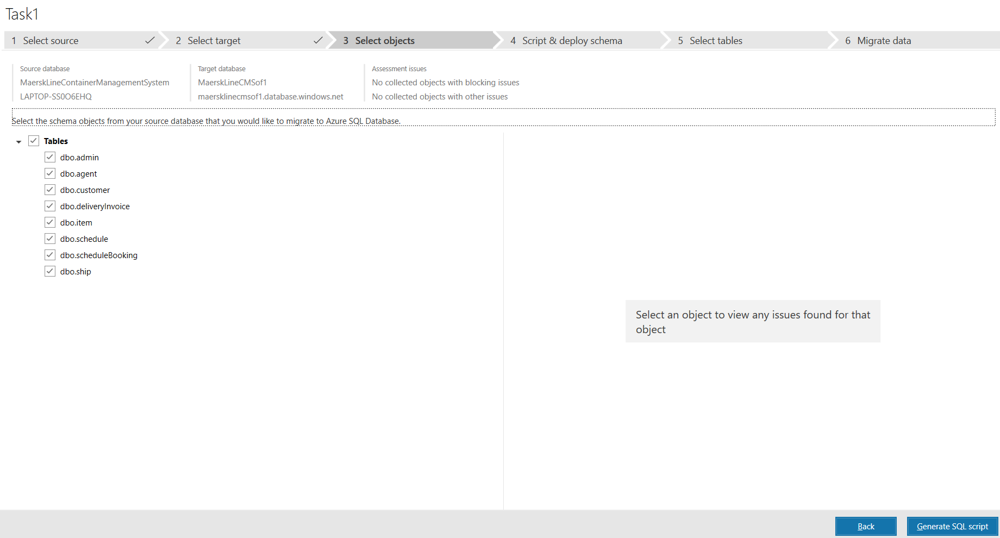 Task1
1 Select source
2 Select target
3 Select objects
4 Script & deploy schema
5 Select tables
6 Migrate data
Source database
MaerskLineContainerManagementSystem
LAPTOP-SS0O6EHQ
Target database
MaerskLineCMSof1
maersklinecmsof1.database.windows.net
Assessment issues
No collected objects with blocking issues
No collected objects with other issues
Select the schema objects from your source database that you would like to migrate to Azure SQL Database.
Tables
dbo.admin
dbo.agent
dbo.customer
dbo.deliveryInvoice
dbo.item
dbo.schedule
dbo.scheduleBooking
dbo.ship
Select an object to view any issues found for that
object
Back
Generate SQL script